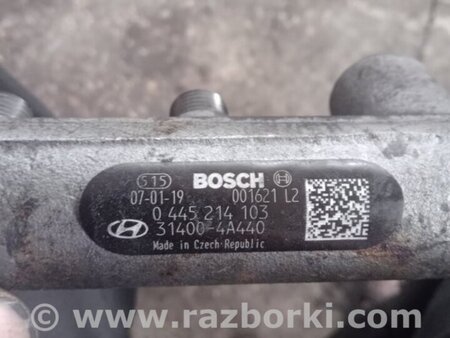 515 BOSCH
07-01-19 001621 L2
0 445 214 103
31400-4A440
Made in Czech-Republic
© www.razborki.com